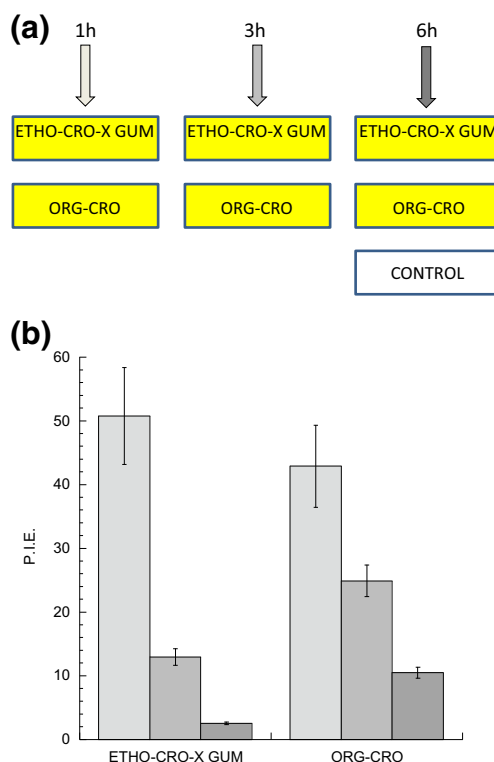 (a)
1h 3h 6h
ETHO-CRO-X GUM ETHO-CRO-X GUM ETHO-CRO-X GUM
ORG-CRO ORG-CRO ORG-CRO
CONTROL
(b)
60
50
40
30
20
10
0
P.I.E.
ETHO-CRO-X GUM ORG-CRO